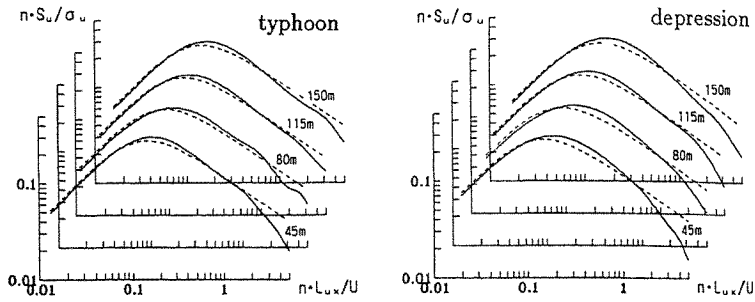 n·Sᵤ/σᵤ
typhoon
150m
115m
80m
45m
0.1
0.01
0.01
0.1
1
n·Lᵤₓ/U
n·Sᵤ/σᵤ
depression
150m
115m
80m
45m
0.1
0.01
0.01
0.1
1
n·Lᵤₓ/U